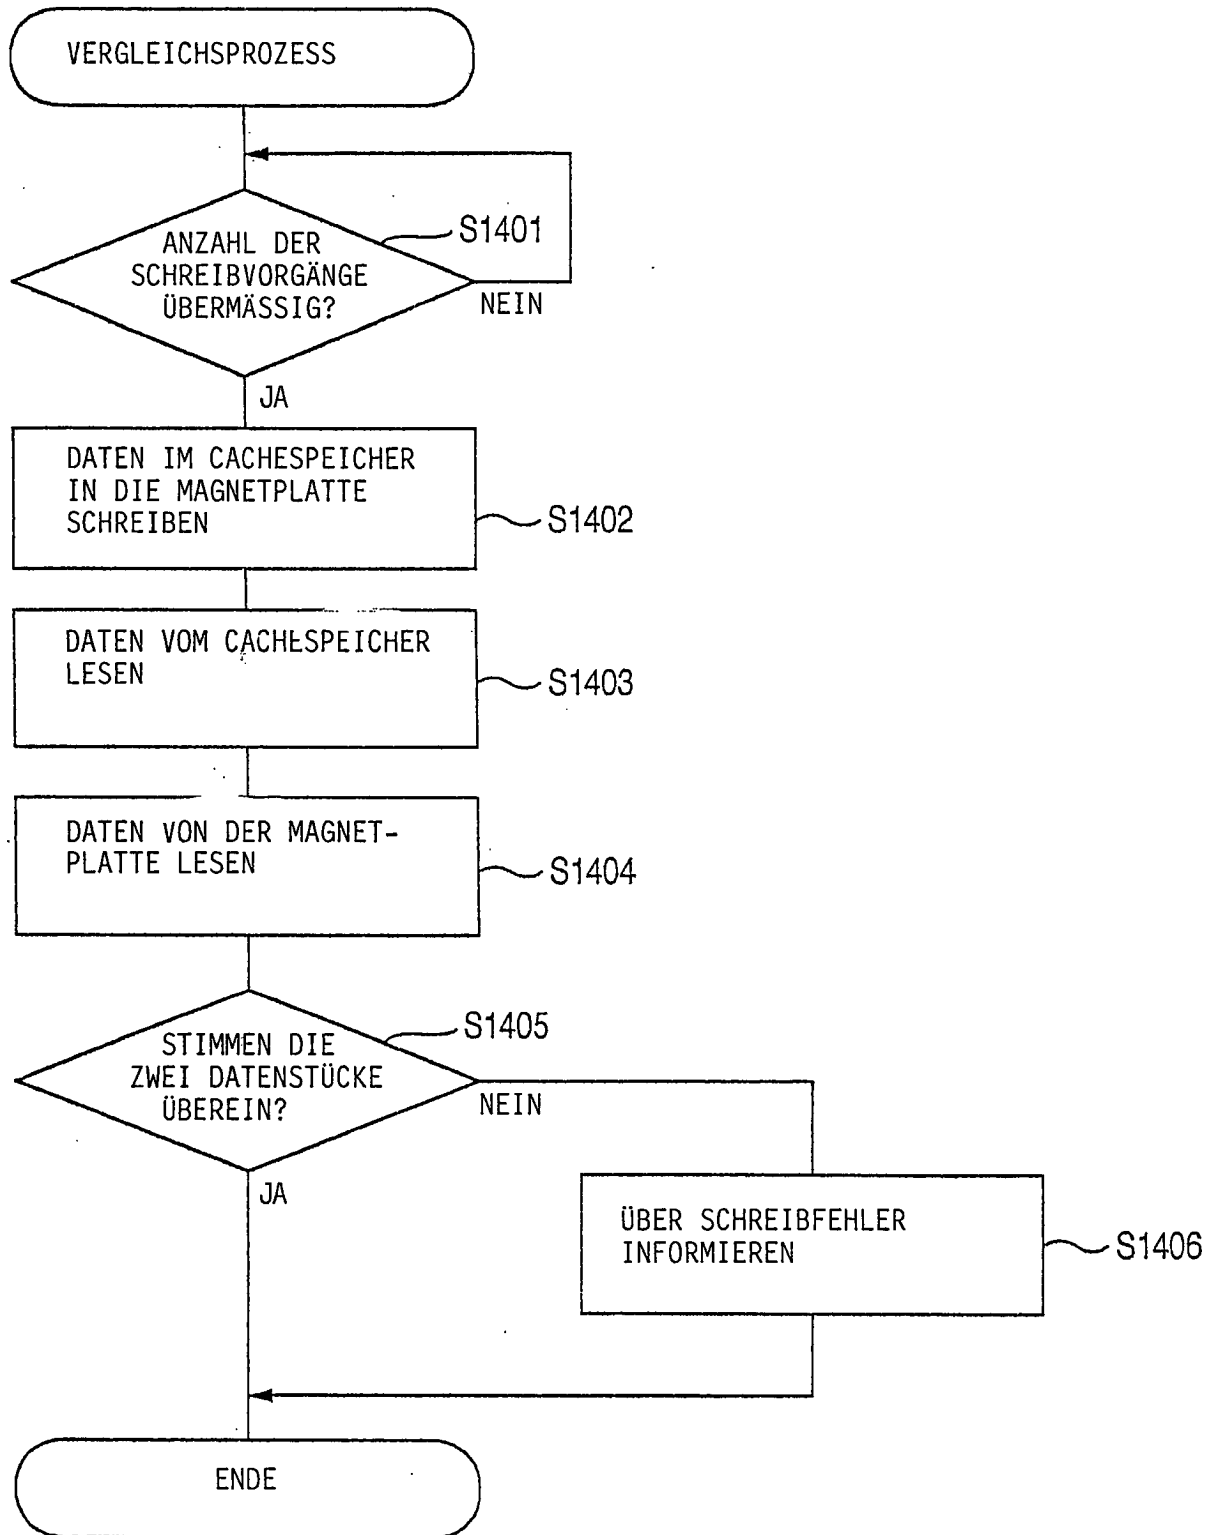 VERGLEICHSPROZESS
S1401
ANZAHL DER
SCHREIBVORGÄNGE
ÜBERMÄSSIG?
NEIN
JA
DATEN IM CACHESPEICHER
IN DIE MAGNETPLATTE
SCHREIBEN
S1402
DATEN VOM CACHESPEICHER
LESEN
S1403
DATEN VON DER MAGNET-
PLATTE LESEN
S1404
S1405
STIMMEN DIE
ZWEI DATENSTÜCKE
ÜBEREIN?
NEIN
JA
ÜBER SCHREIBFEHLER
INFORMIEREN
S1406
ENDE